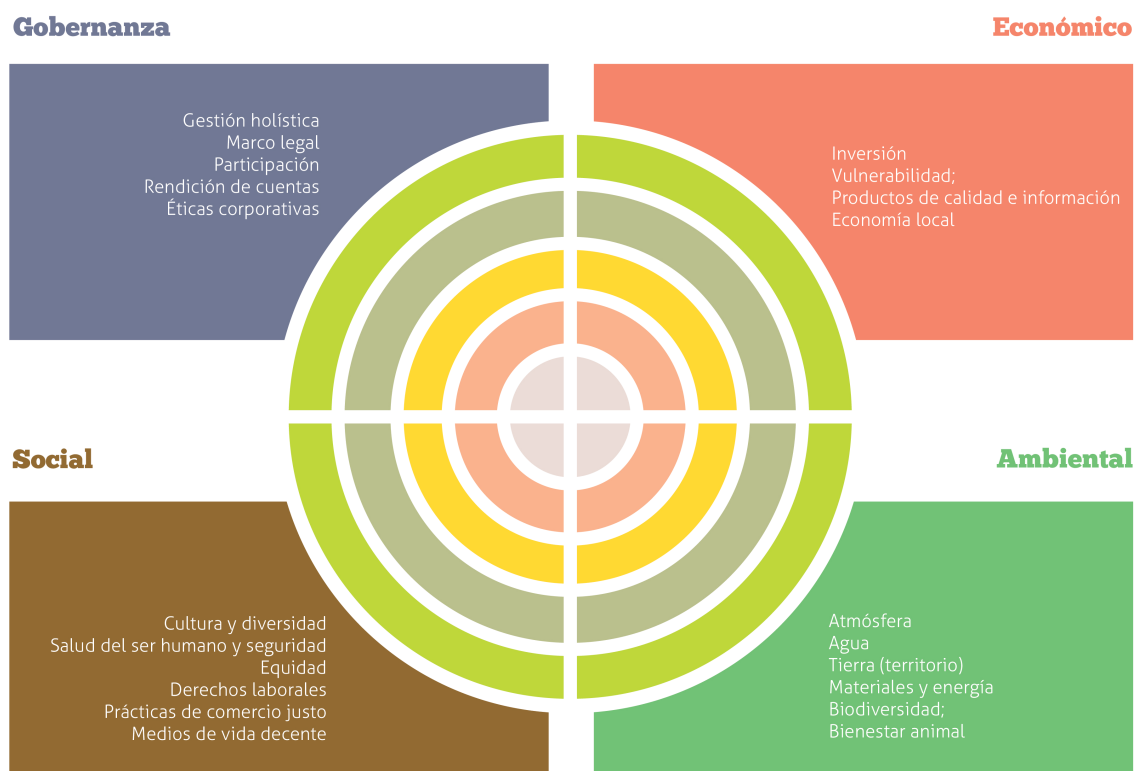 Gobernanza
Gestión holística
Marco legal
Participación
Rendición de cuentas
Éticas corporativas
Económico
Inversión
Vulnerabilidad;
Productos de calidad e información
Economía local
Social
Cultura y diversidad
Salud del ser humano y seguridad
Equidad
Derechos laborales
Prácticas de comercio justo
Medios de vida decente
Ambiental
Atmósfera
Agua
Tierra (territorio)
Materiales y energía
Biodiversidad;
Bienestar animal